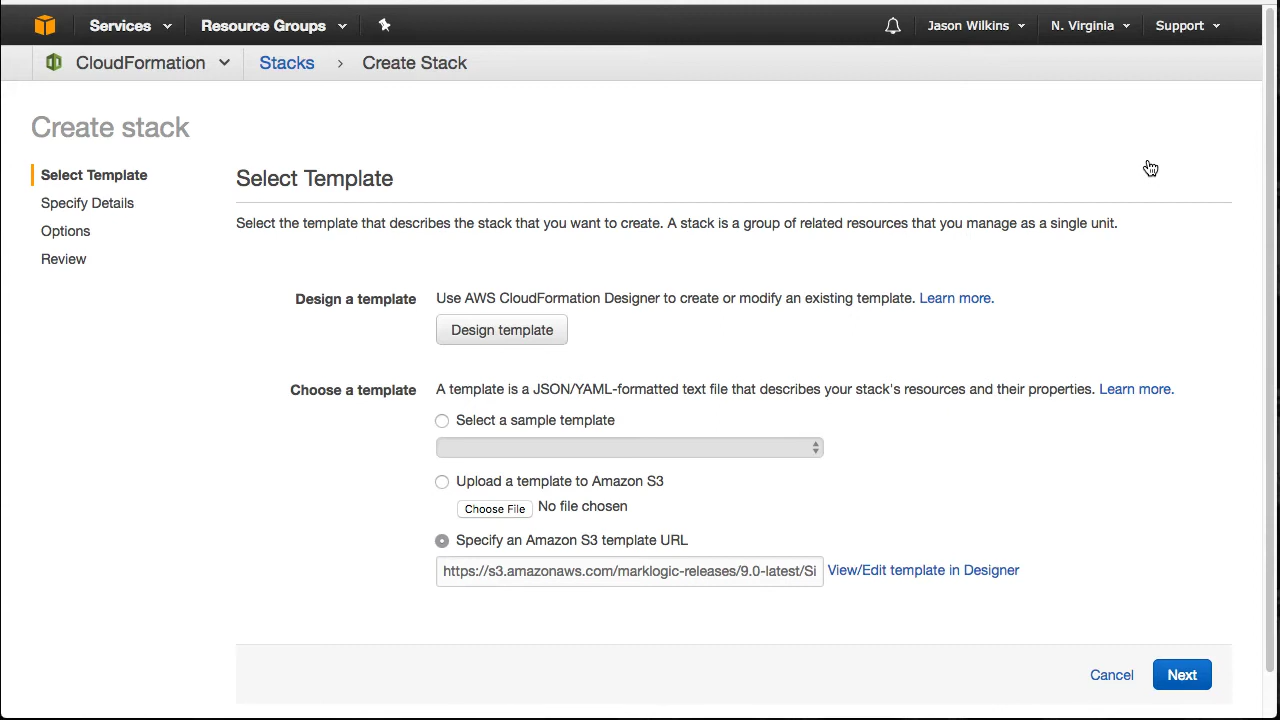 Services Resource Groups Jason Wilkins N. Virginia Support
CloudFormation Stacks › Create Stack
Create stack
Select Template
Specify Details
Options
Review
Select Template
Select the template that describes the stack that you want to create. A stack is a group of related resources that you manage as a single unit.
Design a template Use AWS CloudFormation Designer to create or modify an existing template. Learn more.
Design template
Choose a template A template is a JSON/YAML-formatted text file that describes your stack's resources and their properties. Learn more.
Select a sample template
Upload a template to Amazon S3
Choose File No file chosen
Specify an Amazon S3 template URL
https://s3.amazonaws.com/marklogic-releases/9.0-latest/Si View/Edit template in Designer
Cancel Next